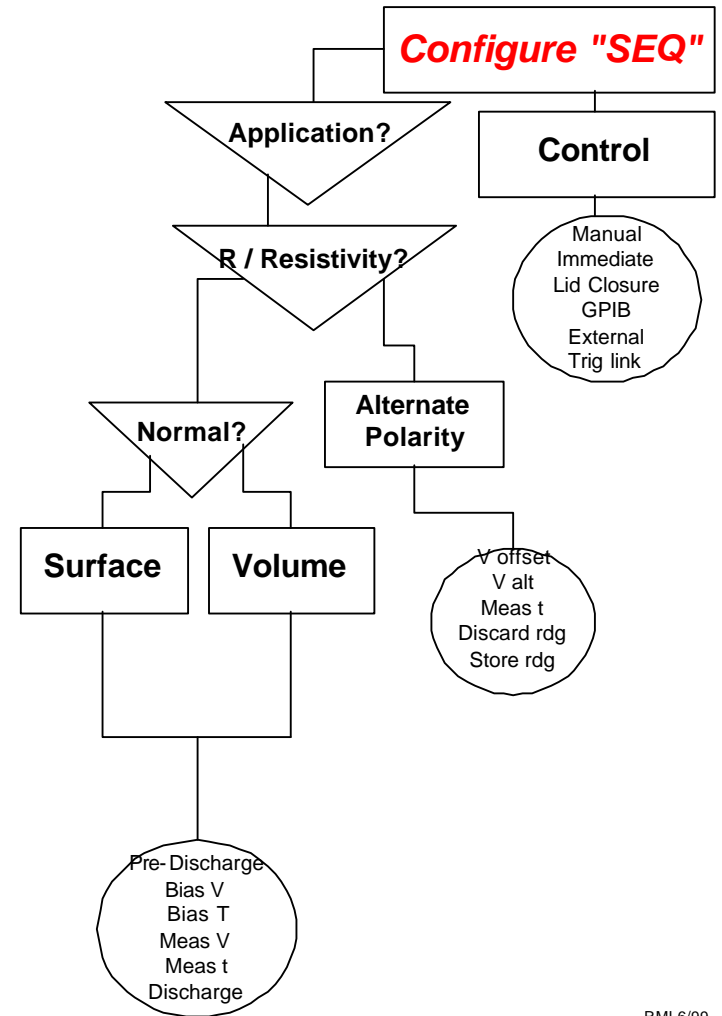 Configure "SEQ"
Application?
Control
R / Resistivity?
Manual
Immediate
Lid Closure
GPIB
External
Trig link
Normal?
Alternate
Polarity
Surface
Volume
V offset
V alt
Meas t
Discard rdg
Store rdg
Pre-Discharge
Bias V
Bias T
Meas V
Meas t
Discharge